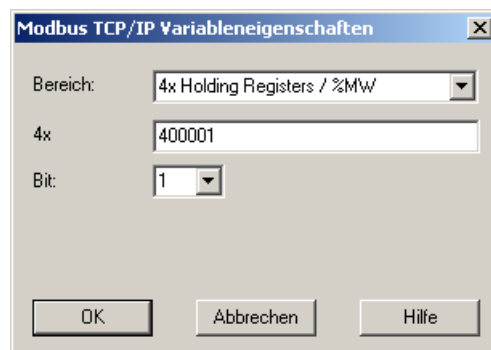 Modbus TCP/IP Variableneigenschaften
Bereich: 4x Holding Registers / %MW
4x 400001
Bit: 1
OK Abbrechen Hilfe